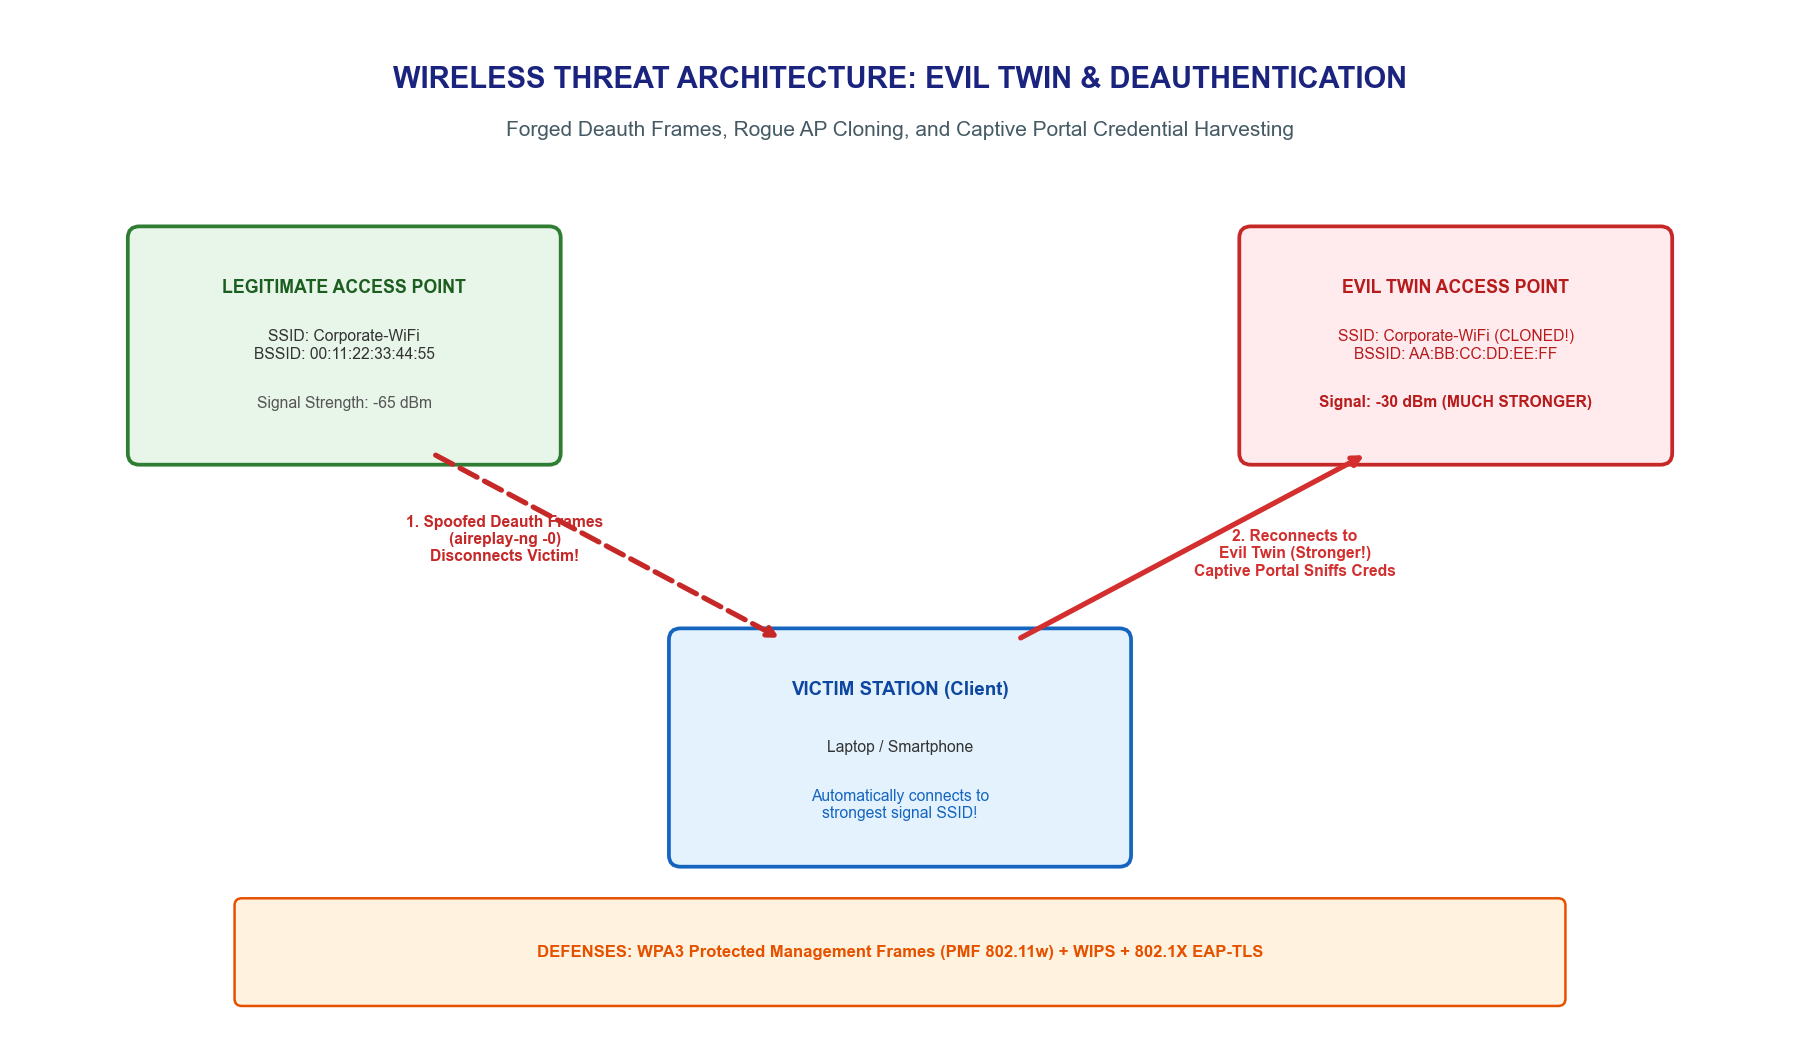 WIRELESS THREAT ARCHITECTURE: EVIL TWIN & DEAUTHENTICATION
Forged Deauth Frames, Rogue AP Cloning, and Captive Portal Credential Harvesting
LEGITIMATE ACCESS POINT
SSID: Corporate-WiFi
BSSID: 00:11:22:33:44:55
Signal Strength: -65 dBm
EVIL TWIN ACCESS POINT
SSID: Corporate-WiFi (CLONED!)
BSSID: AA:BB:CC:DD:EE:FF
Signal: -30 dBm (MUCH STRONGER)
1. Spoofed Deauth Frames
(aireplay-ng -0)
Disconnects Victim!
2. Reconnects to
Evil Twin (Stronger!)
Captive Portal Sniffs Creds
VICTIM STATION (Client)
Laptop / Smartphone
Automatically connects to
strongest signal SSID!
DEFENSES: WPA3 Protected Management Frames (PMF 802.11w) + WIPS + 802.1X EAP-TLS